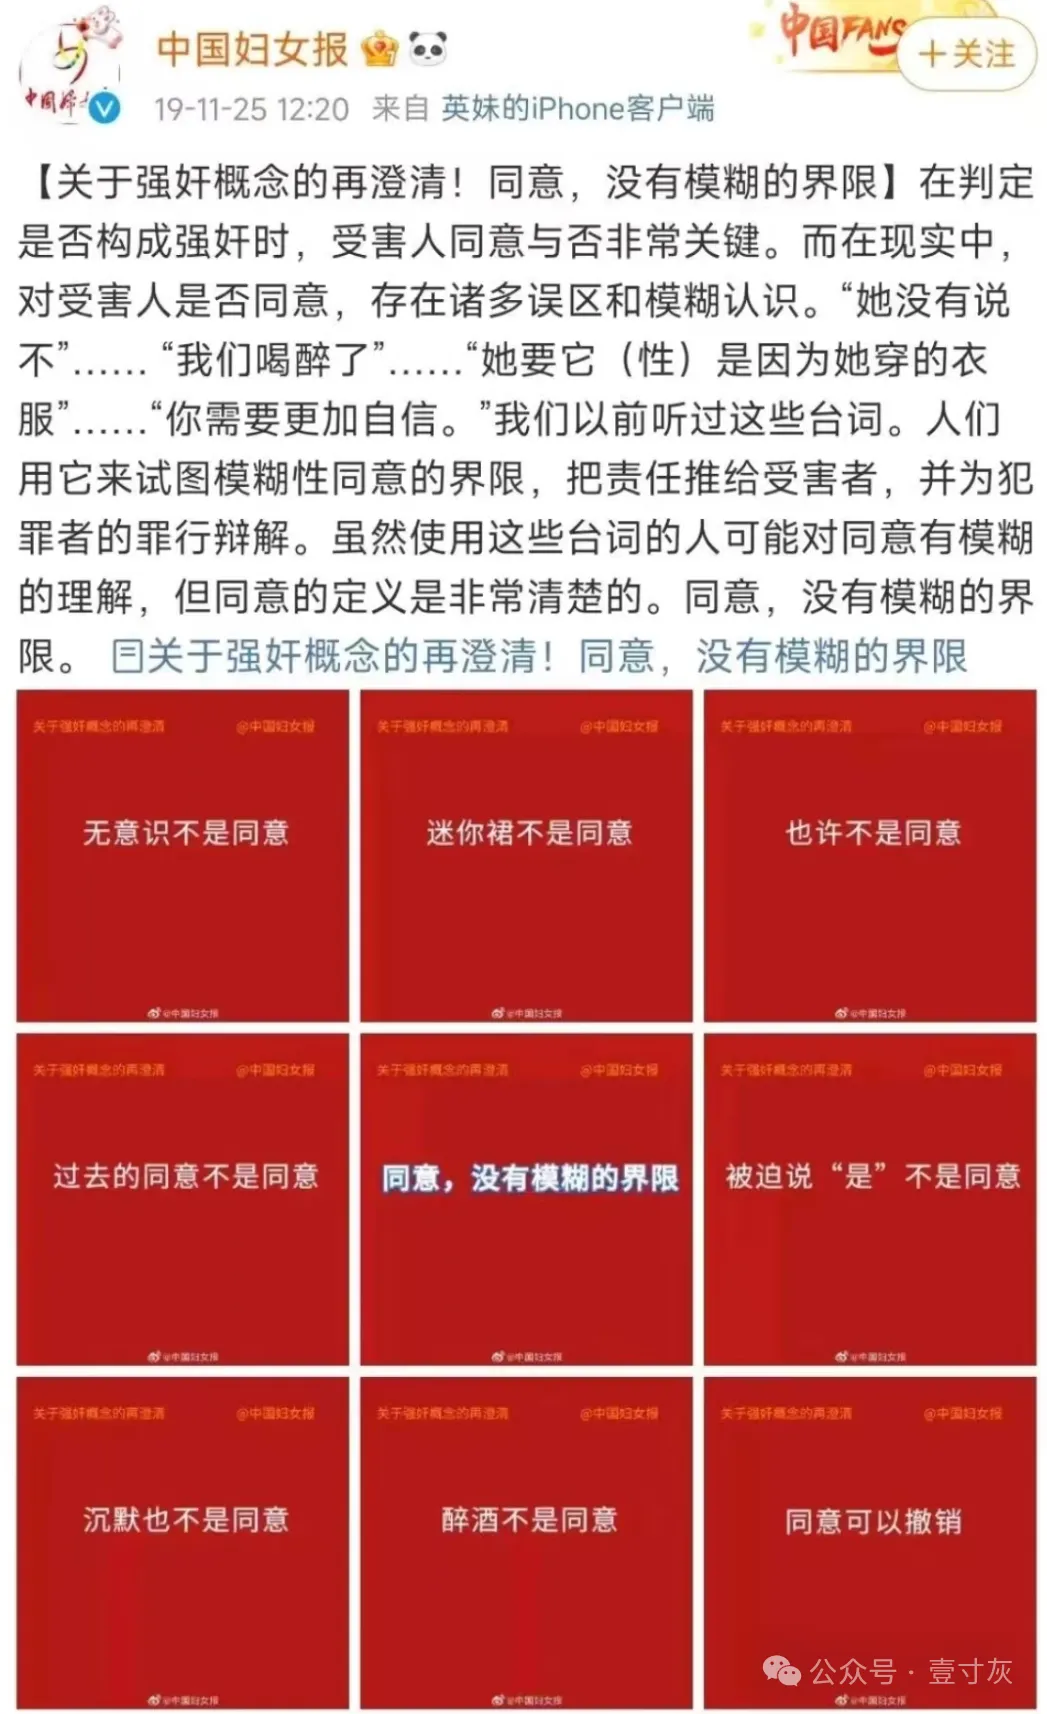 中国妇女报
中国FANS
+关注
19-11-25 12:20 来自 英妹的iPhone客户端
【关于强奸概念的再澄清！同意，没有模糊的界限】在判定
是否构成强奸时，受害人同意与否非常关键。而在现实中，
对受害人是否同意，存在诸多误区和模糊认识。“她没有说
不”…… “我们喝醉了”……“她要它（性）是因为她穿的衣
服”……“你需要更加自信。”我们以前听过这些台词。人们
用它来试图模糊性同意的界限，把责任推给受害者，并为犯
罪者的罪行辩解。虽然使用这些台词的人可能对同意有模糊
的理解，但同意的定义是非常清楚的。同意，没有模糊的界
限。 关于强奸概念的再澄清！同意，没有模糊的界限
关于强奸概念的再澄清 @中国妇女报
无意识不是同意
@中国妇女报
关于强奸概念的再澄清 @中国妇女报
迷你裙不是同意
@中国妇女报
关于强奸概念的再澄清 @中国妇女报
也许不是同意
@中国妇女报
关于强奸概念的再澄清 @中国妇女报
过去的同意不是同意
@中国妇女报
关于强奸概念的再澄清 @中国妇女报
同意，没有模糊的界限
@中国妇女报
关于强奸概念的再澄清 @中国妇女报
被迫说“是”不是同意
@中国妇女报
关于强奸概念的再澄清 @中国妇女报
沉默也不是同意
@中国妇女报
关于强奸概念的再澄清 @中国妇女报
醉酒不是同意
@中国妇女报
关于强奸概念的再澄清 @中国妇女报
同意可以撤销
@中国妇女报
公众号 · 壹寸灰